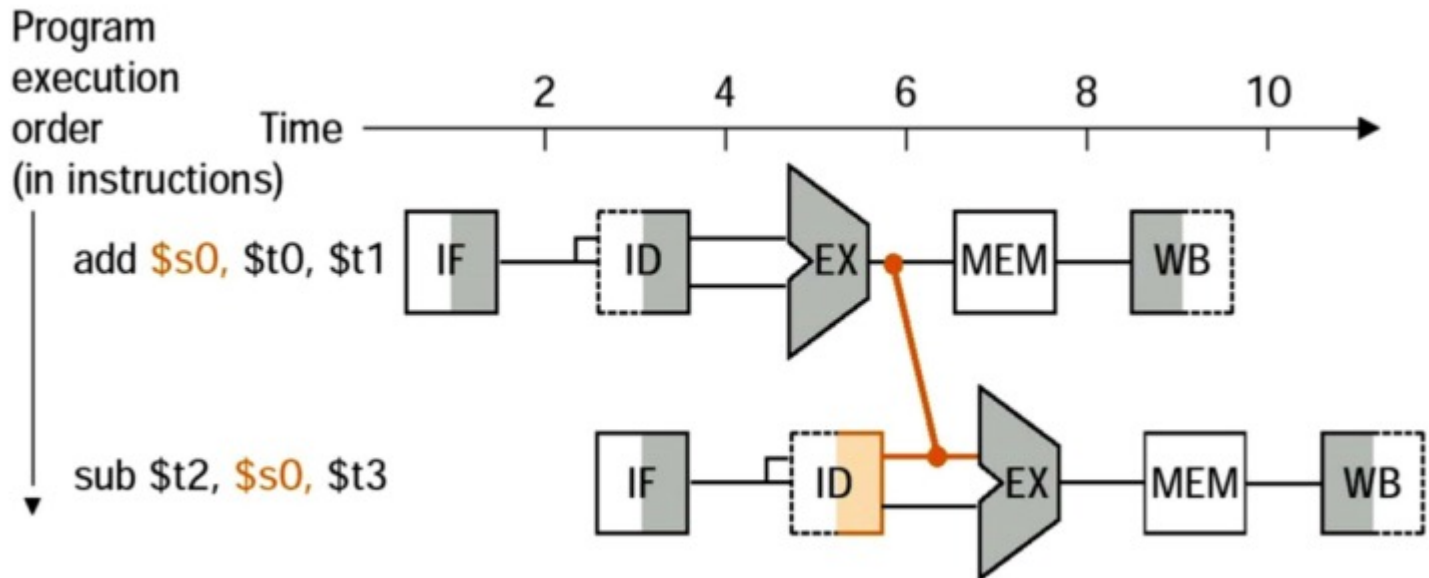 Program
execution
order Time
(in instructions)
2 4 6 8 10
add $s0, $t0, $t1 IF ID EX MEM WB
sub $t2, $s0, $t3 IF ID EX MEM WB